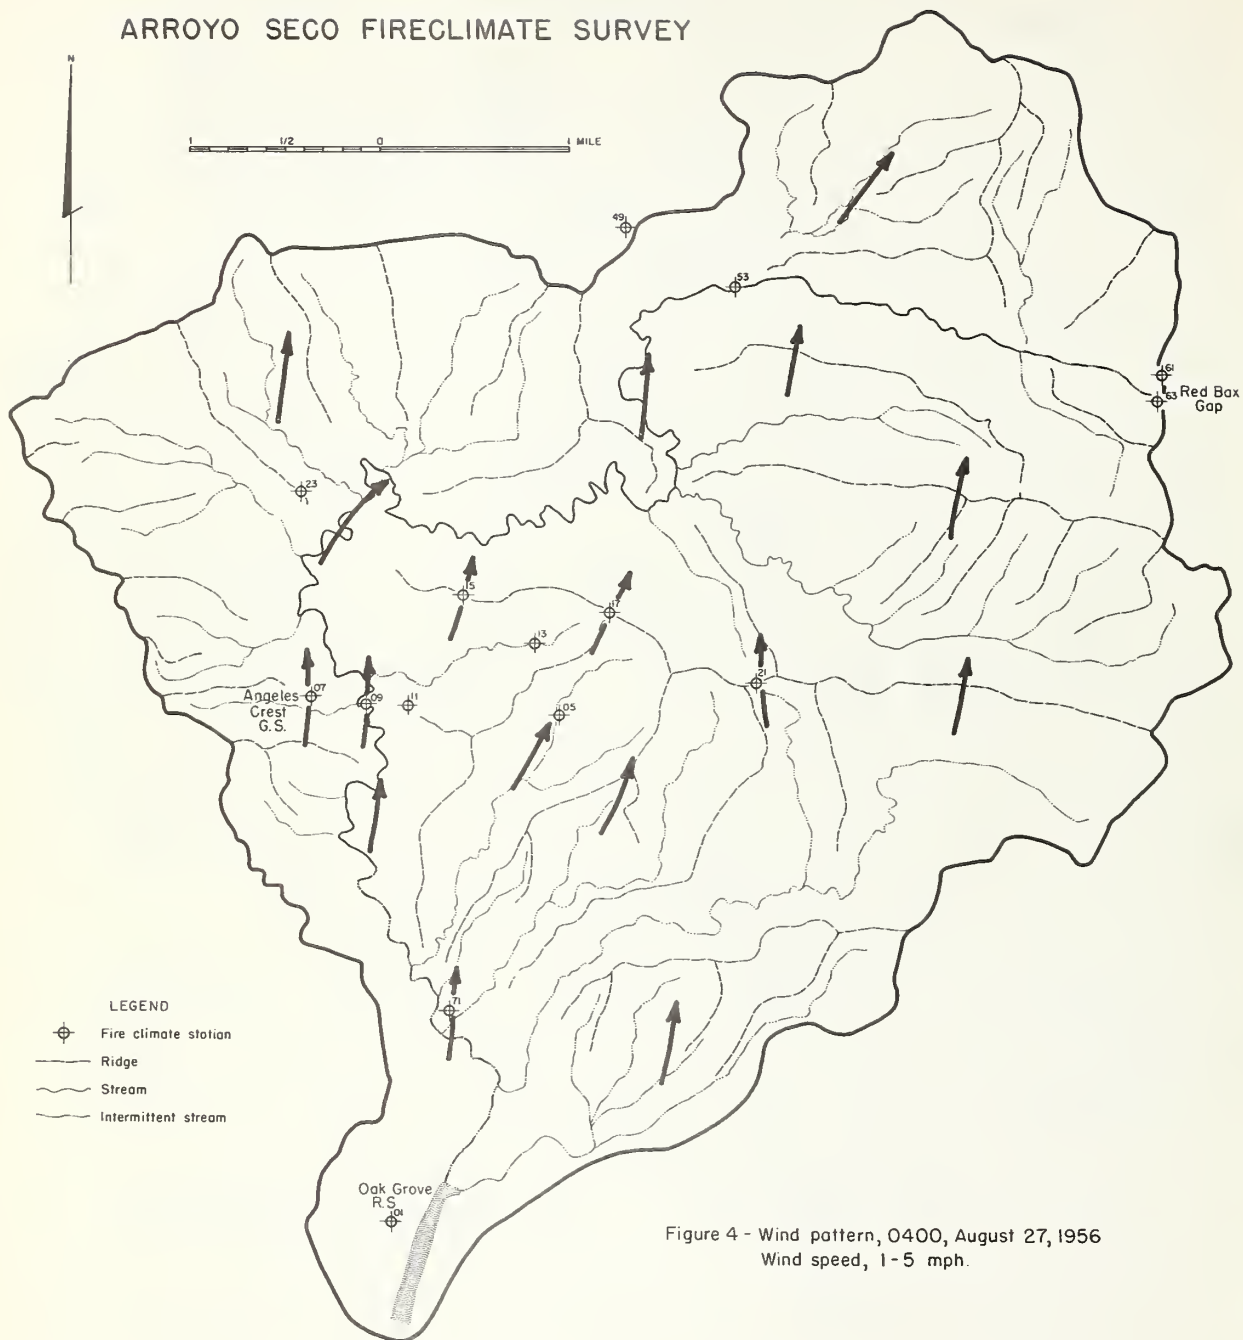 ARROYO SECO FIRECLIMATE SURVEY
N
1 1/2 0 1 MILE
49
53
61
63 Red Box
Gap
23
15
17
13
21
Angeles
Crest
G.S.
07
09
11
05
71
LEGEND
Fire climate station
Ridge
Stream
Intermittent stream
Oak Grove
R.S.
01
Figure 4 - Wind pattern, 0400, August 27, 1956
Wind speed, 1-5 mph.